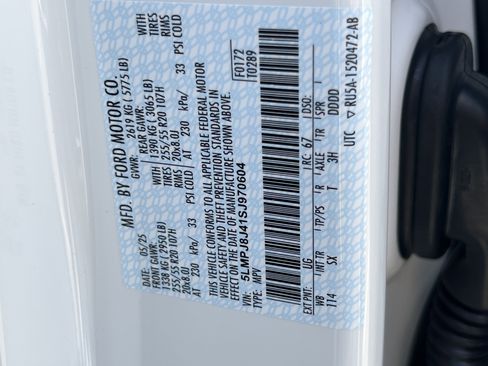 MFD. BY FORD MOTOR CO.
05/25 GVWR: 2619 KG ( 5775 LB)
FRONT GAWR: REAR GAWR:
1338 KG ( 2950 LB) 1390 KG ( 3065 LB) WITH
255/55 R20 107H TIRES 255/55 R20 107H TIRES
20x8.0J RIMS 20x8.0J RIMS
AT 230 kPa/ 33 PSI COLD AT 230 kPa/ 33 PSI COLD
THIS VEHICLE CONFORMS TO ALL APPLICABLE FEDERAL MOTOR
VEHICLE SAFETY AND THEFT PREVENTION STANDARDS IN
EFFECT ON THE DATE OF MANUFACTURE SHOWN ABOVE.
VIN: 5LMPJ8J41SJ970604
TYPE: MPV
F0172
T0289
EXT PNT: UG RC: 67 DSO:
WB INT TR TP/PS R AXLE TR SPR
114 SX T 3H DDDD
UTC ▽ RU5A-1520472-AB